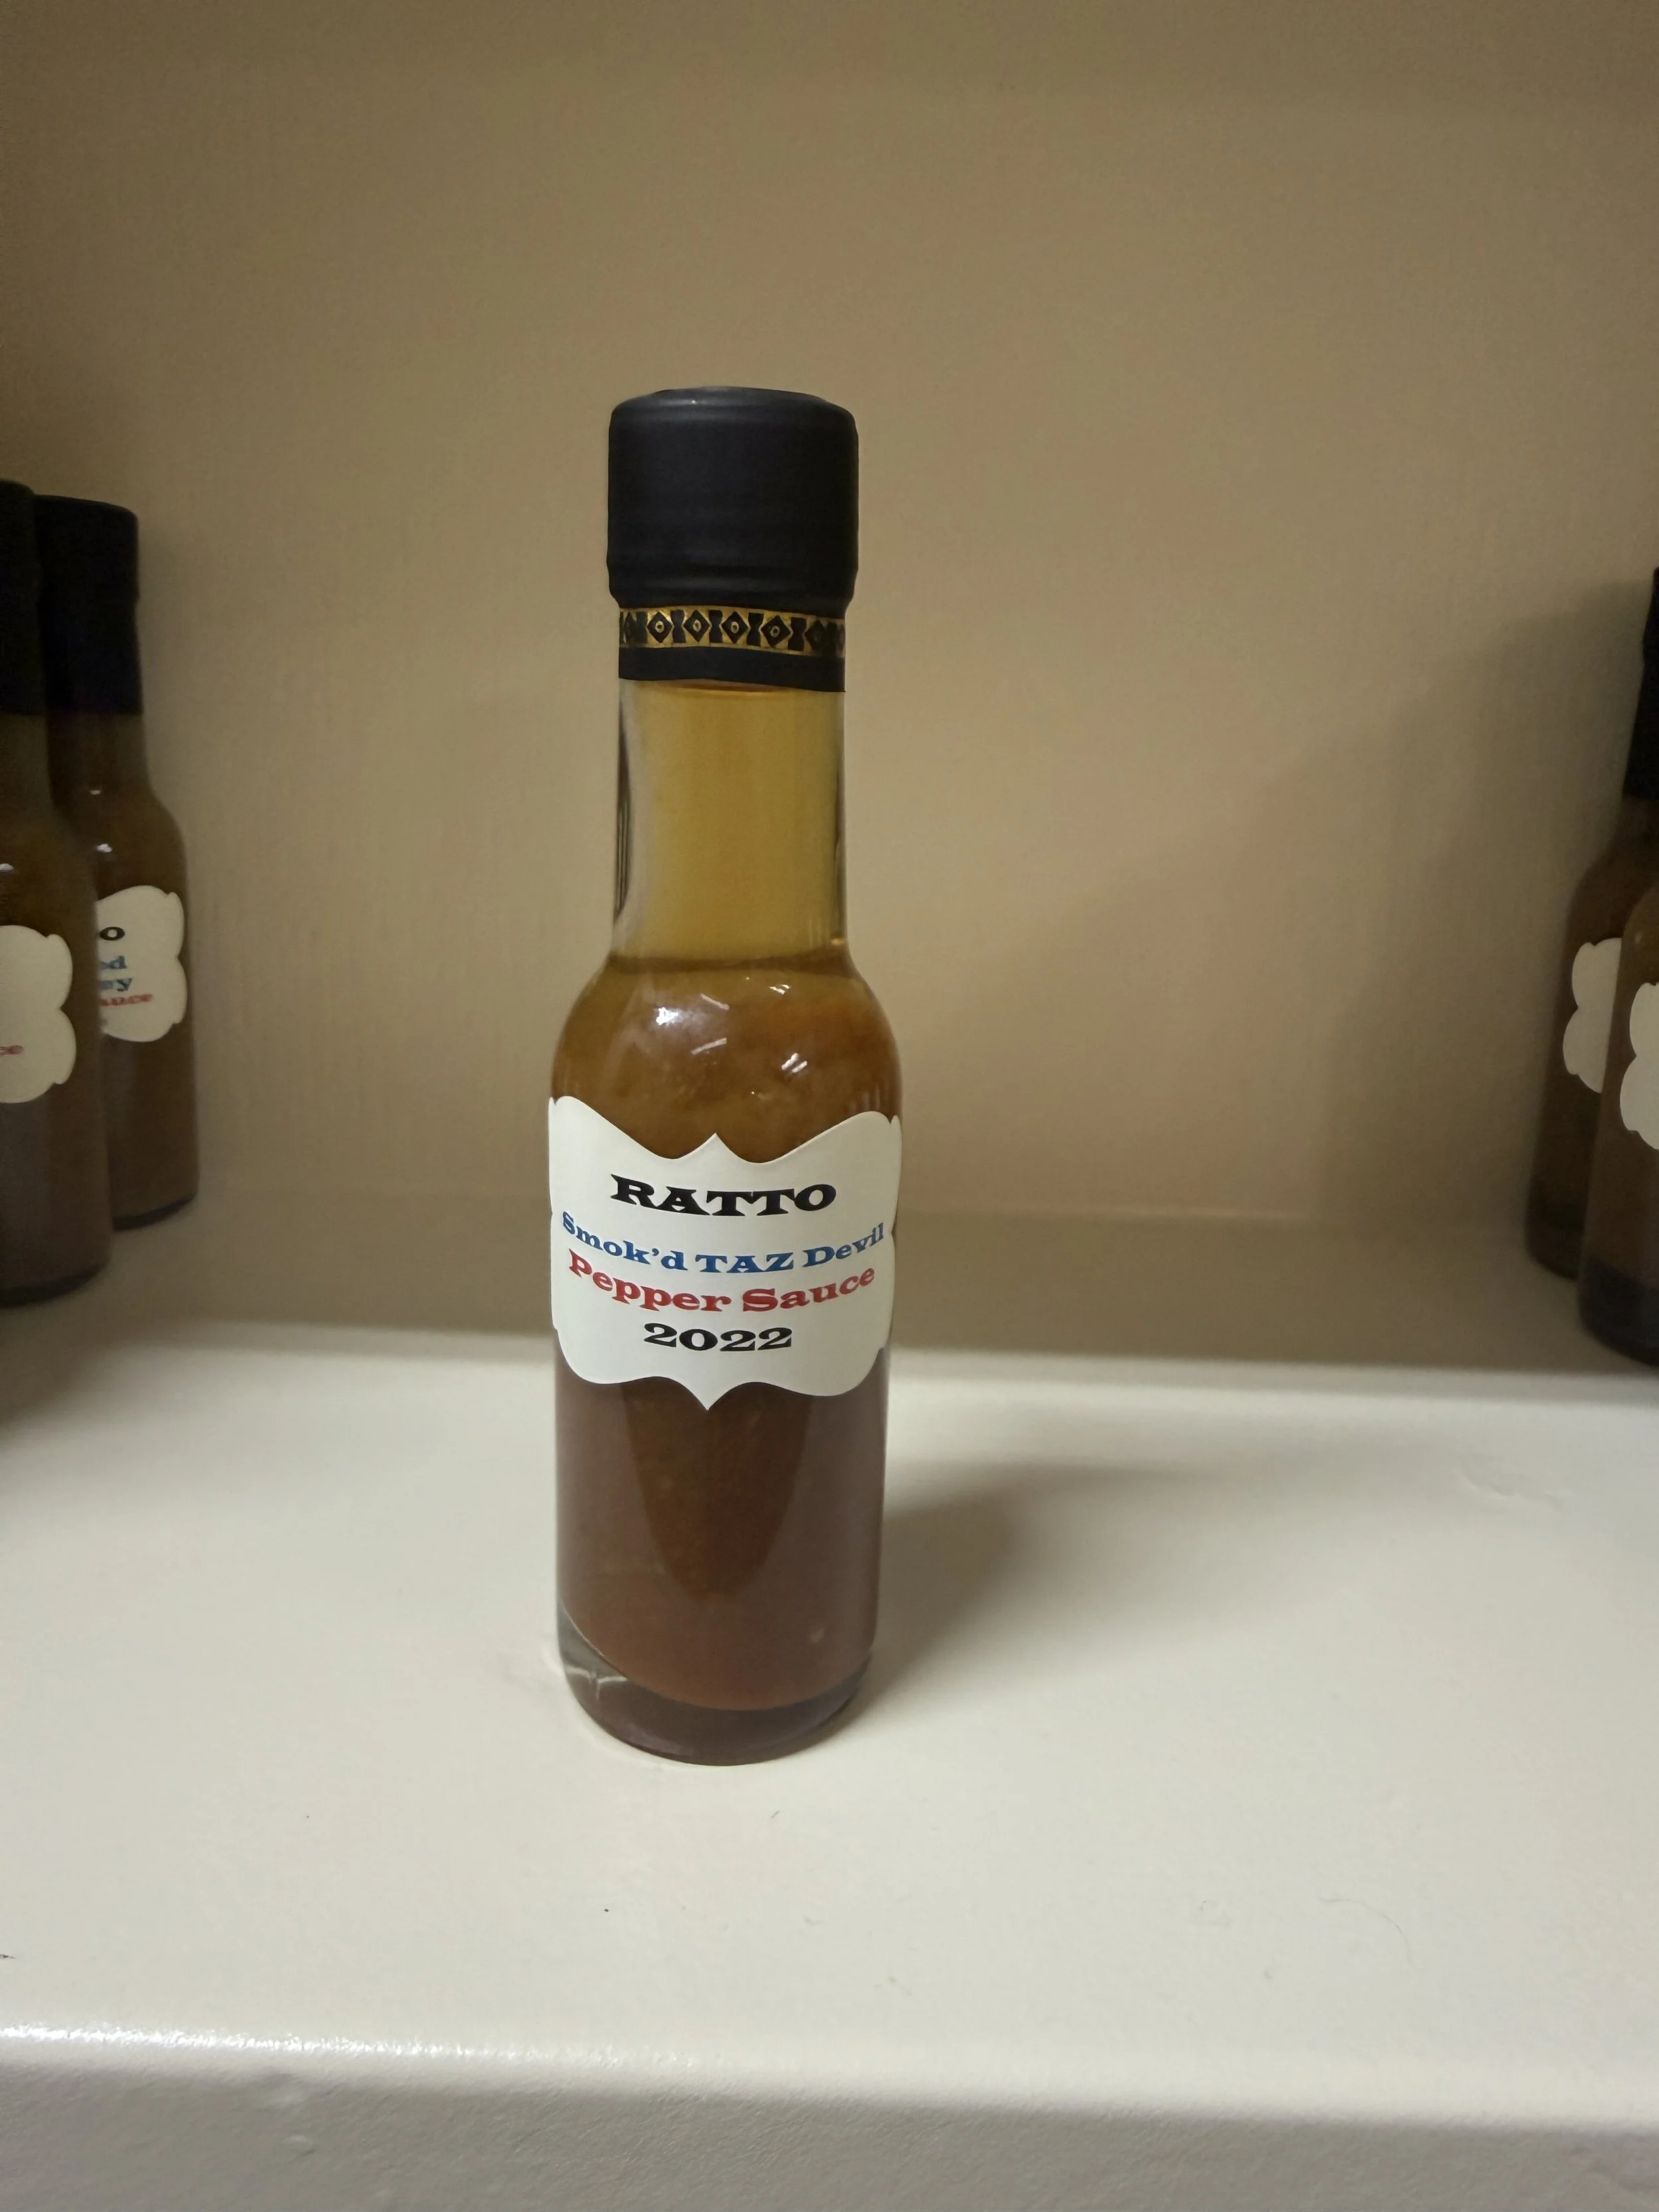 RATTO
Smok'd TAZ Devil
Pepper Sauce
2022